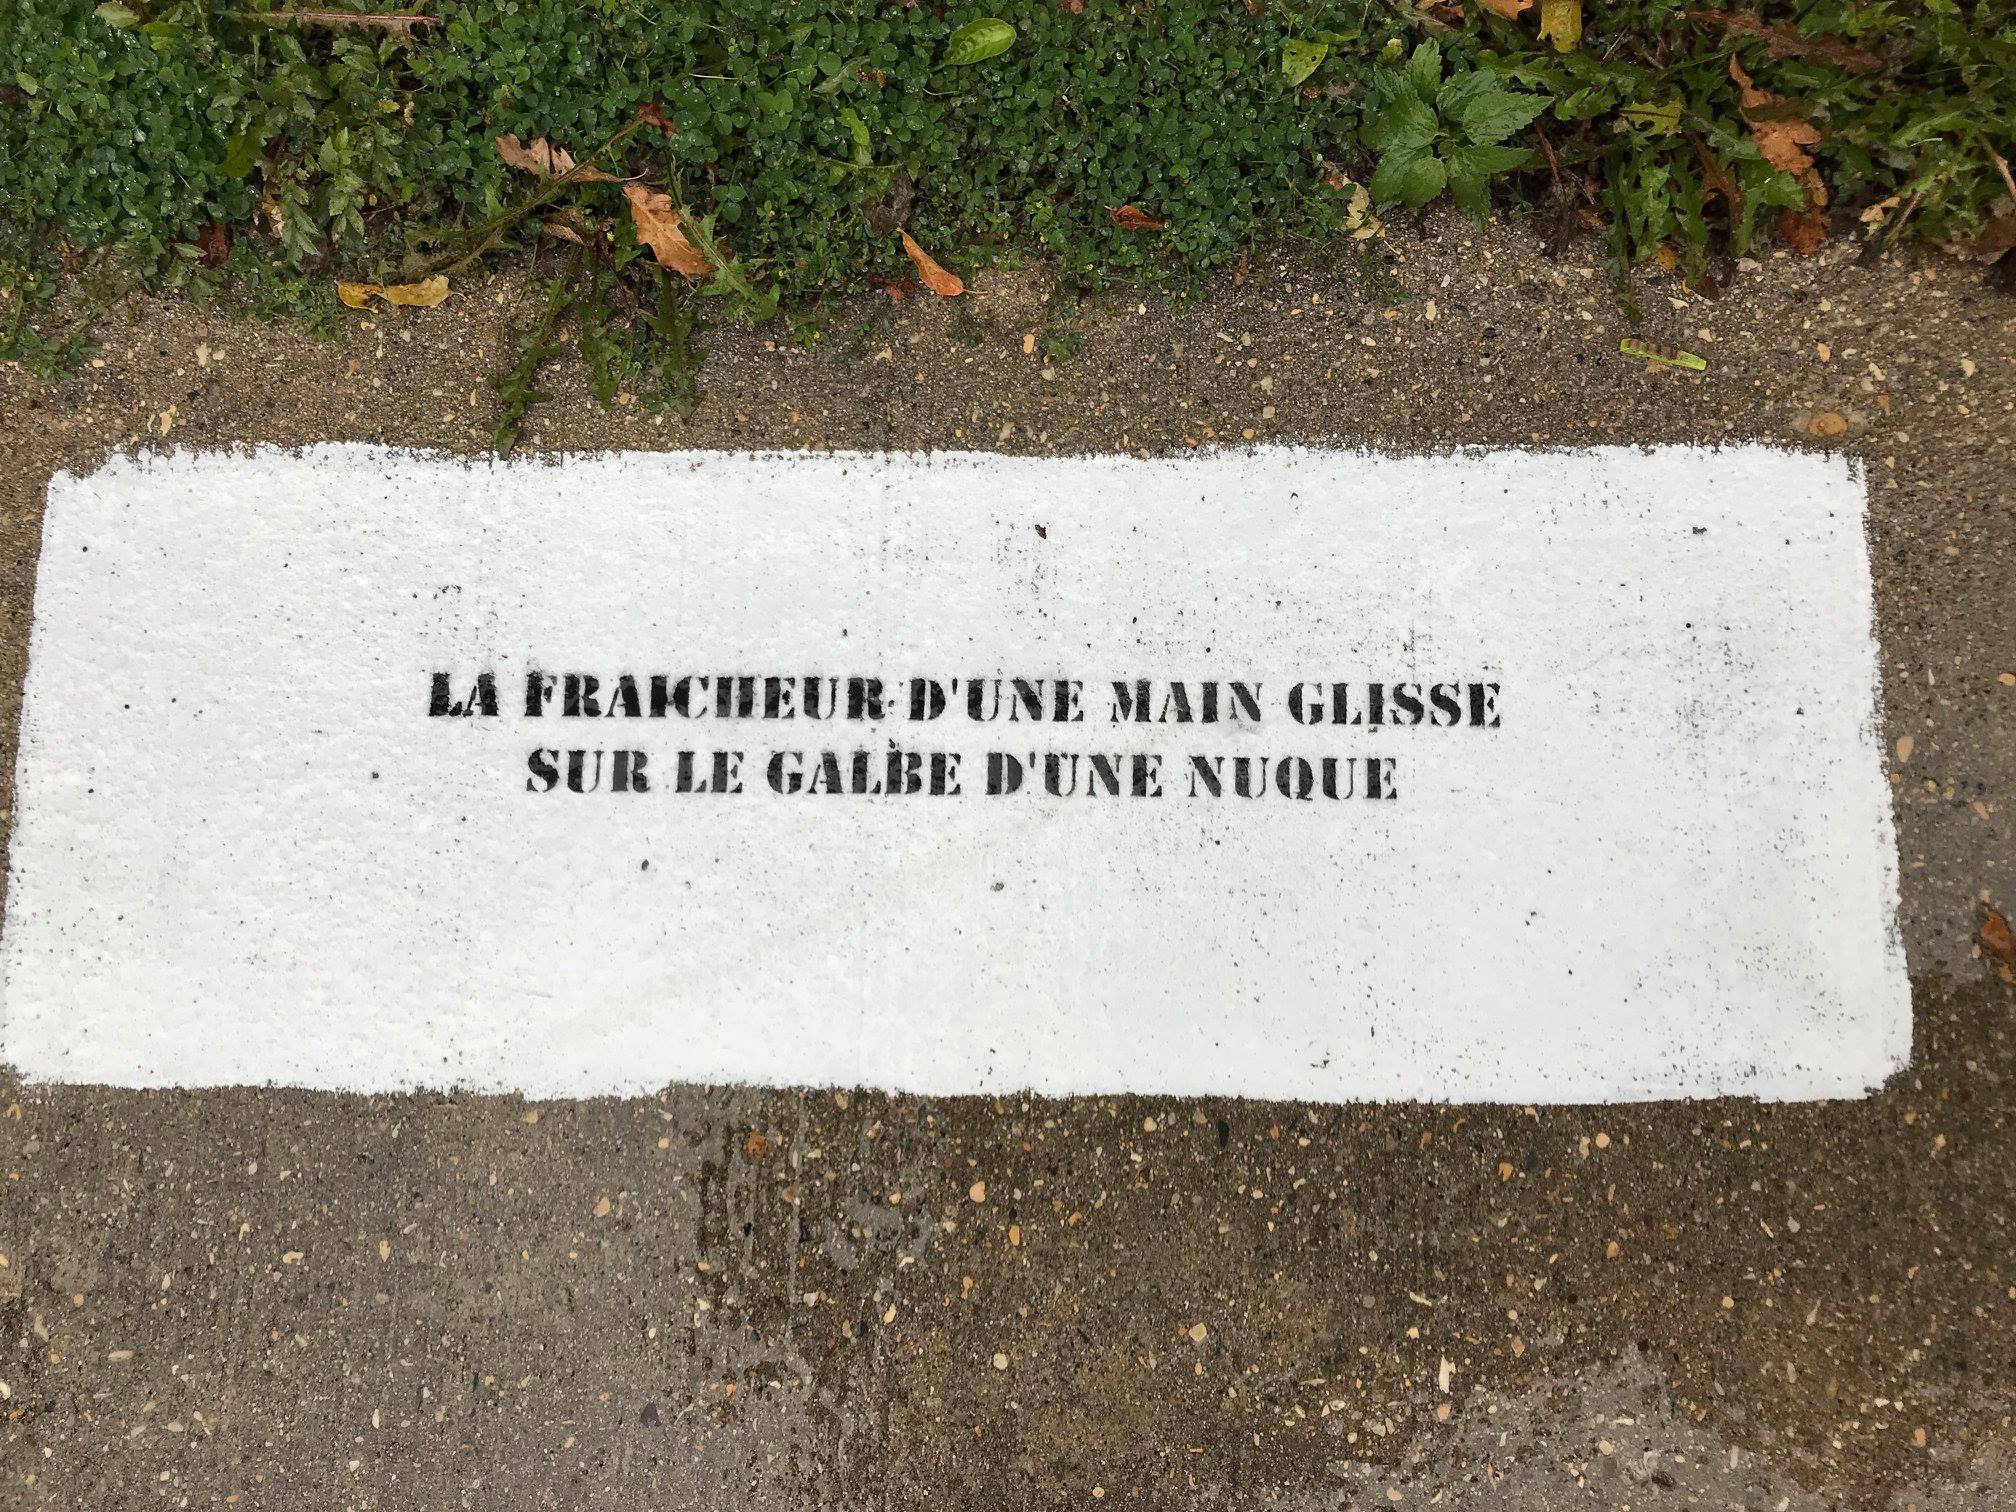 LA FRAICHEUR D'UNE MAIN GLISSE
SUR LE GALBE D'UNE NUQUE